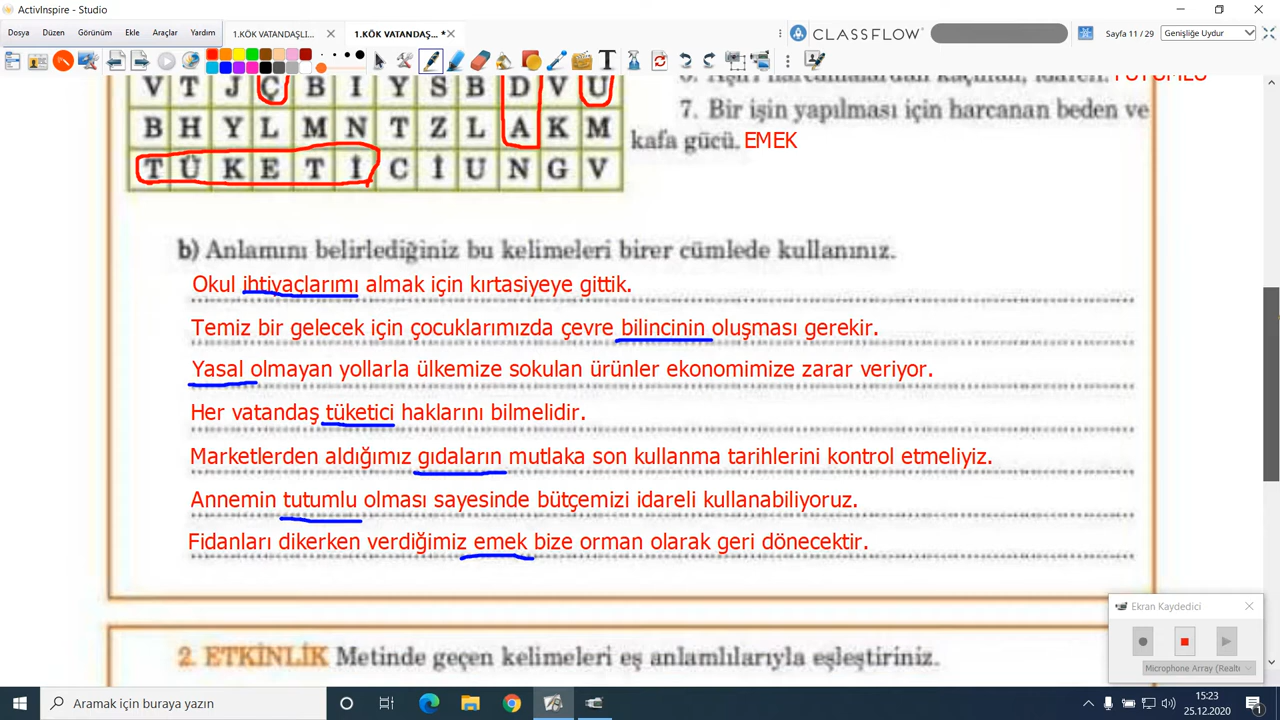 ActivInspire - Studio
Dosya Düzen Görünüm Ekle Araçlar Yardım
1.KÖK VATANDAŞLI... 1.KÖK VATANDAŞ... *
CLASSFLOW
Sayfa 11 / 29
Genişliğe Uydur
TUTUMLU
V T J Ç B I Y S B D V U
7. Bir işin yapılması için harcanan beden ve
B H Y L M N T Z L A K M
kafa gücü. EMEK
T Ü K E T İ C İ U N G V
b) Anlamını belirlediğiniz bu kelimeleri birer cümlede kullanınız.
Okul ihtiyaçlarımı almak için kırtasiyeye gittik.
Temiz bir gelecek için çocuklarımızda çevre bilincinin oluşması gerekir.
Yasal olmayan yollarla ülkemize sokulan ürünler ekonomimize zarar veriyor.
Her vatandaş tüketici haklarını bilmelidir.
Marketlerden aldığımız gıdaların mutlaka son kullanma tarihlerini kontrol etmeliyiz.
Annemin tutumlu olması sayesinde bütçemizi idareli kullanabiliyoruz.
Fidanları dikerken verdiğimiz emek bize orman olarak geri dönecektir.
Ekran Kaydedici
Microphone Array (Realte
2. ETKİNLİK Metinde geçen kelimeleri eş anlamlılarıyla eşleştiriniz.
Aramak için buraya yazın
15:23
25.12.2020
1